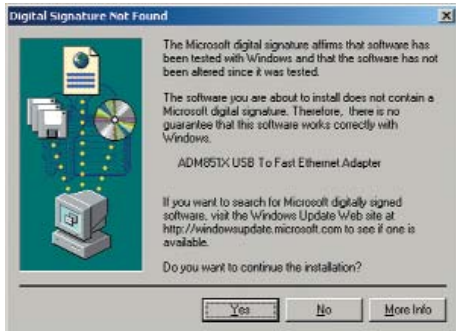 Digital Signature Not Found
The Microsoft digital signature affirms that software has
been tested with Windows and that the software has not
been altered since it was tested.
The software you are about to install does not contain a
Microsoft digital signature. Therefore, there is no
guarantee that this software works correctly with
Windows.
ADM851X USB To Fast Ethernet Adapter
If you want to search for Microsoft digitally signed
software, visit the Windows Update Web site at
http://windowsupdate.microsoft.com to see if one is
available.
Do you want to continue the installation?
Yes No More Info